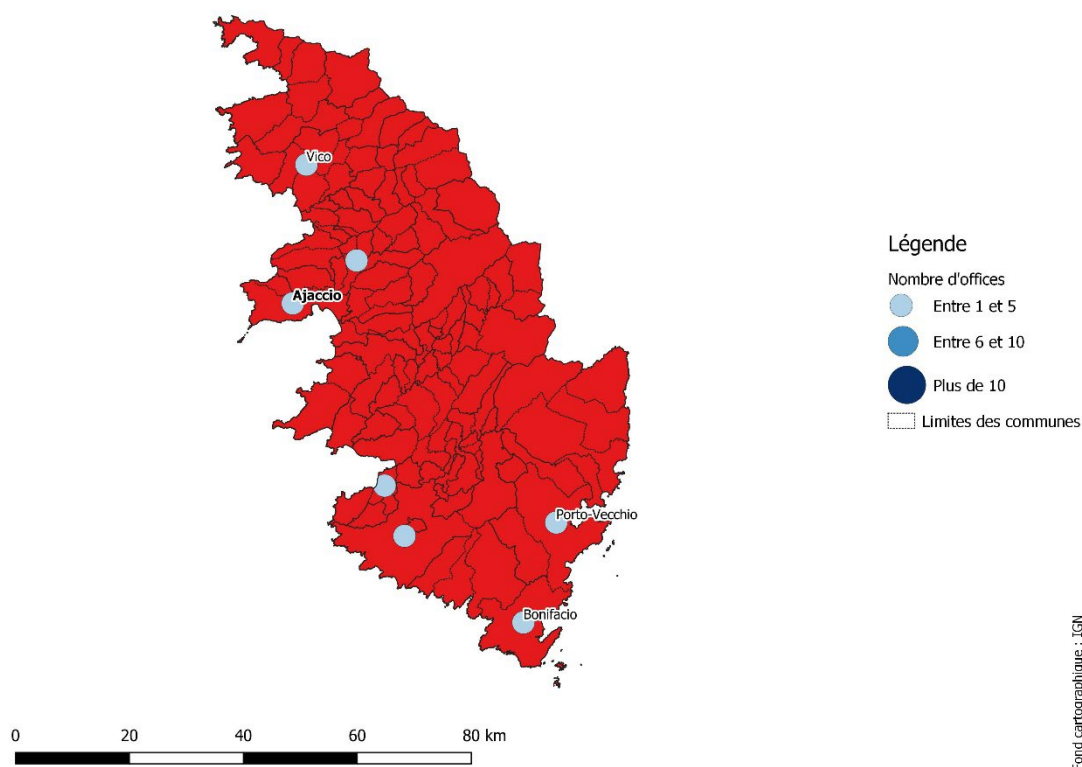 Vico
Ajaccio
Porto-Vecchio
Bonifacio
Légende
Nombre d'offices
Entre 1 et 5
Entre 6 et 10
Plus de 10
Limites des communes
0 20 40 60 80 km
Fond cartographique : IGN